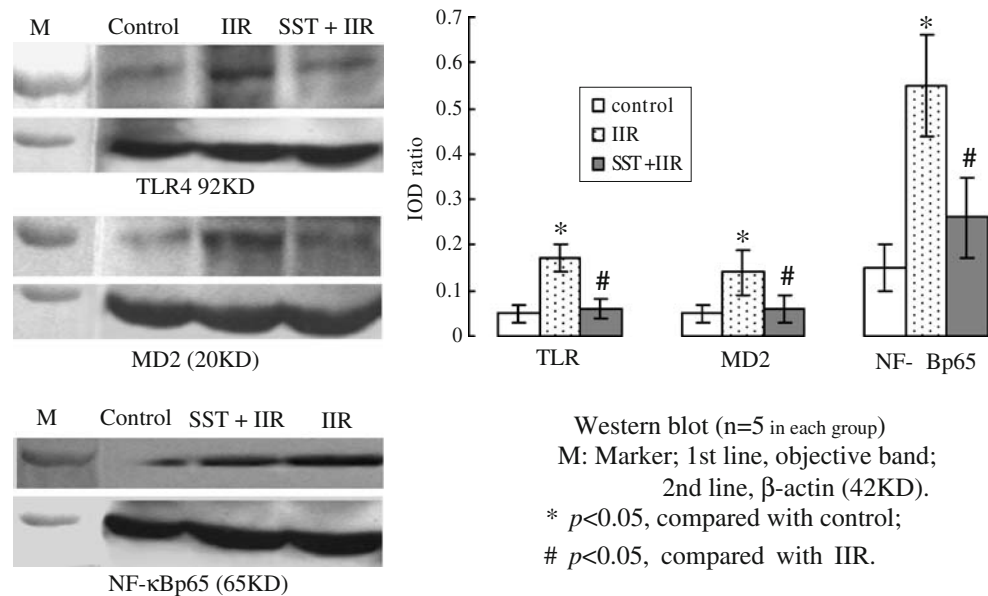 M Control IIR SST + IIR
TLR4 92KD
MD2 (20KD)
M Control SST + IIR IIR
NF-κBp65 (65KD)
IOD ratio
0.7
0.6
0.5
0.4
0.3
0.2
0.1
0
control
IIR
SST+IIR
*
#
*
#
*
#
TLR MD2 NF- Bp65
Western blot (n=5 in each group)
M: Marker; 1st line, objective band;
2nd line, β-actin (42KD).
* p<0.05, compared with control;
# p<0.05, compared with IIR.